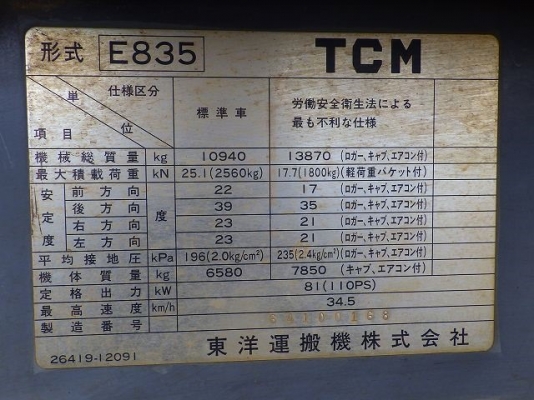 形式 E835 TCM
単位 仕様区分 項目 標準車 労働安全衛生法による
最も不利な仕様
機械総質量 kg 10940 13870 (ロガー、キャブ、エアコン付)
最大積載荷重 kN 25.1(2560kg) 17.7(1800kg)(軽荷重バケット付)
安定度 前方向 度 22 17 (ロガー、キャブ、エアコン付)
後方向 39 35 (ロガー、キャブ、エアコン付)
右方向 23 21 (ロガー、キャブ、エアコン付)
左方向 23 21 (ロガー、キャブ、エアコン付)
平均接地圧 kPa 196(2.0kg/cm²) 235(2.4kg/cm²)(ロガー、キャブ、エアコン付)
機体質量 kg 6580 7850 (キャブ、エアコン付)
定格出力 kW 81(110PS)
最高速度 km/h 34.5
製造番号
26419-12091 東洋運搬機株式会社